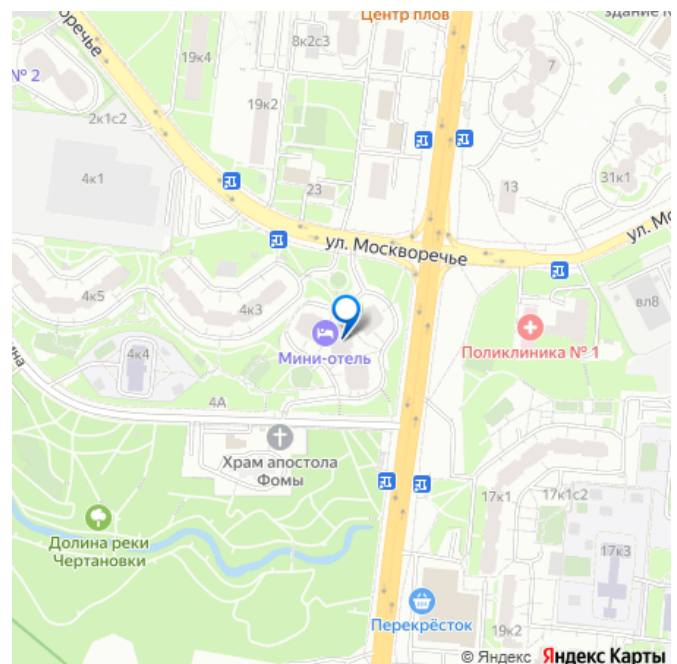 Центр плов
здание
8к2с3
19к4
7
№ 2
19к2
2к1с2
4к1
31к1
23
13
ул. Москворечье
4к5
4к3
вл8
Мини-отель
Поликлиника № 1
4к4
4А
Храм апостола
Фомы
17к1
17к1с2
Долина реки
Чертановки
17к3
Перекрёсток
19к2
© Яндекс Яндекс Карты